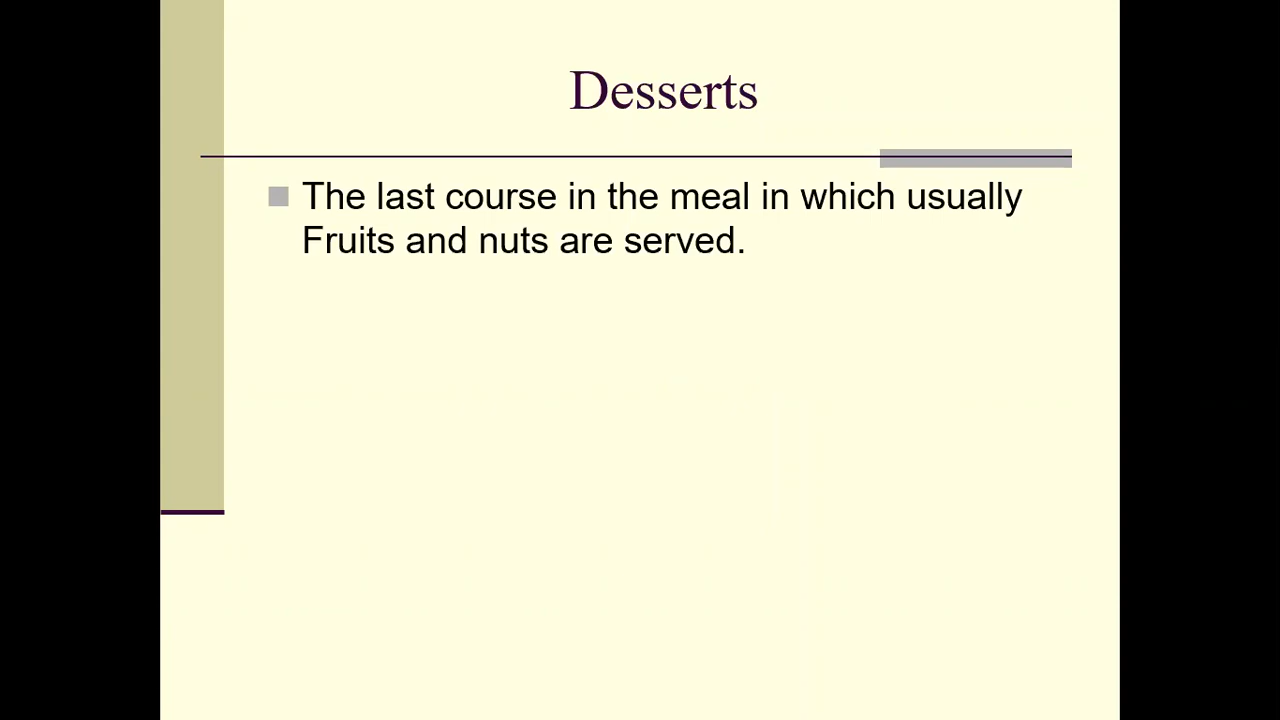 Desserts
The last course in the meal in which usually
Fruits and nuts are served.